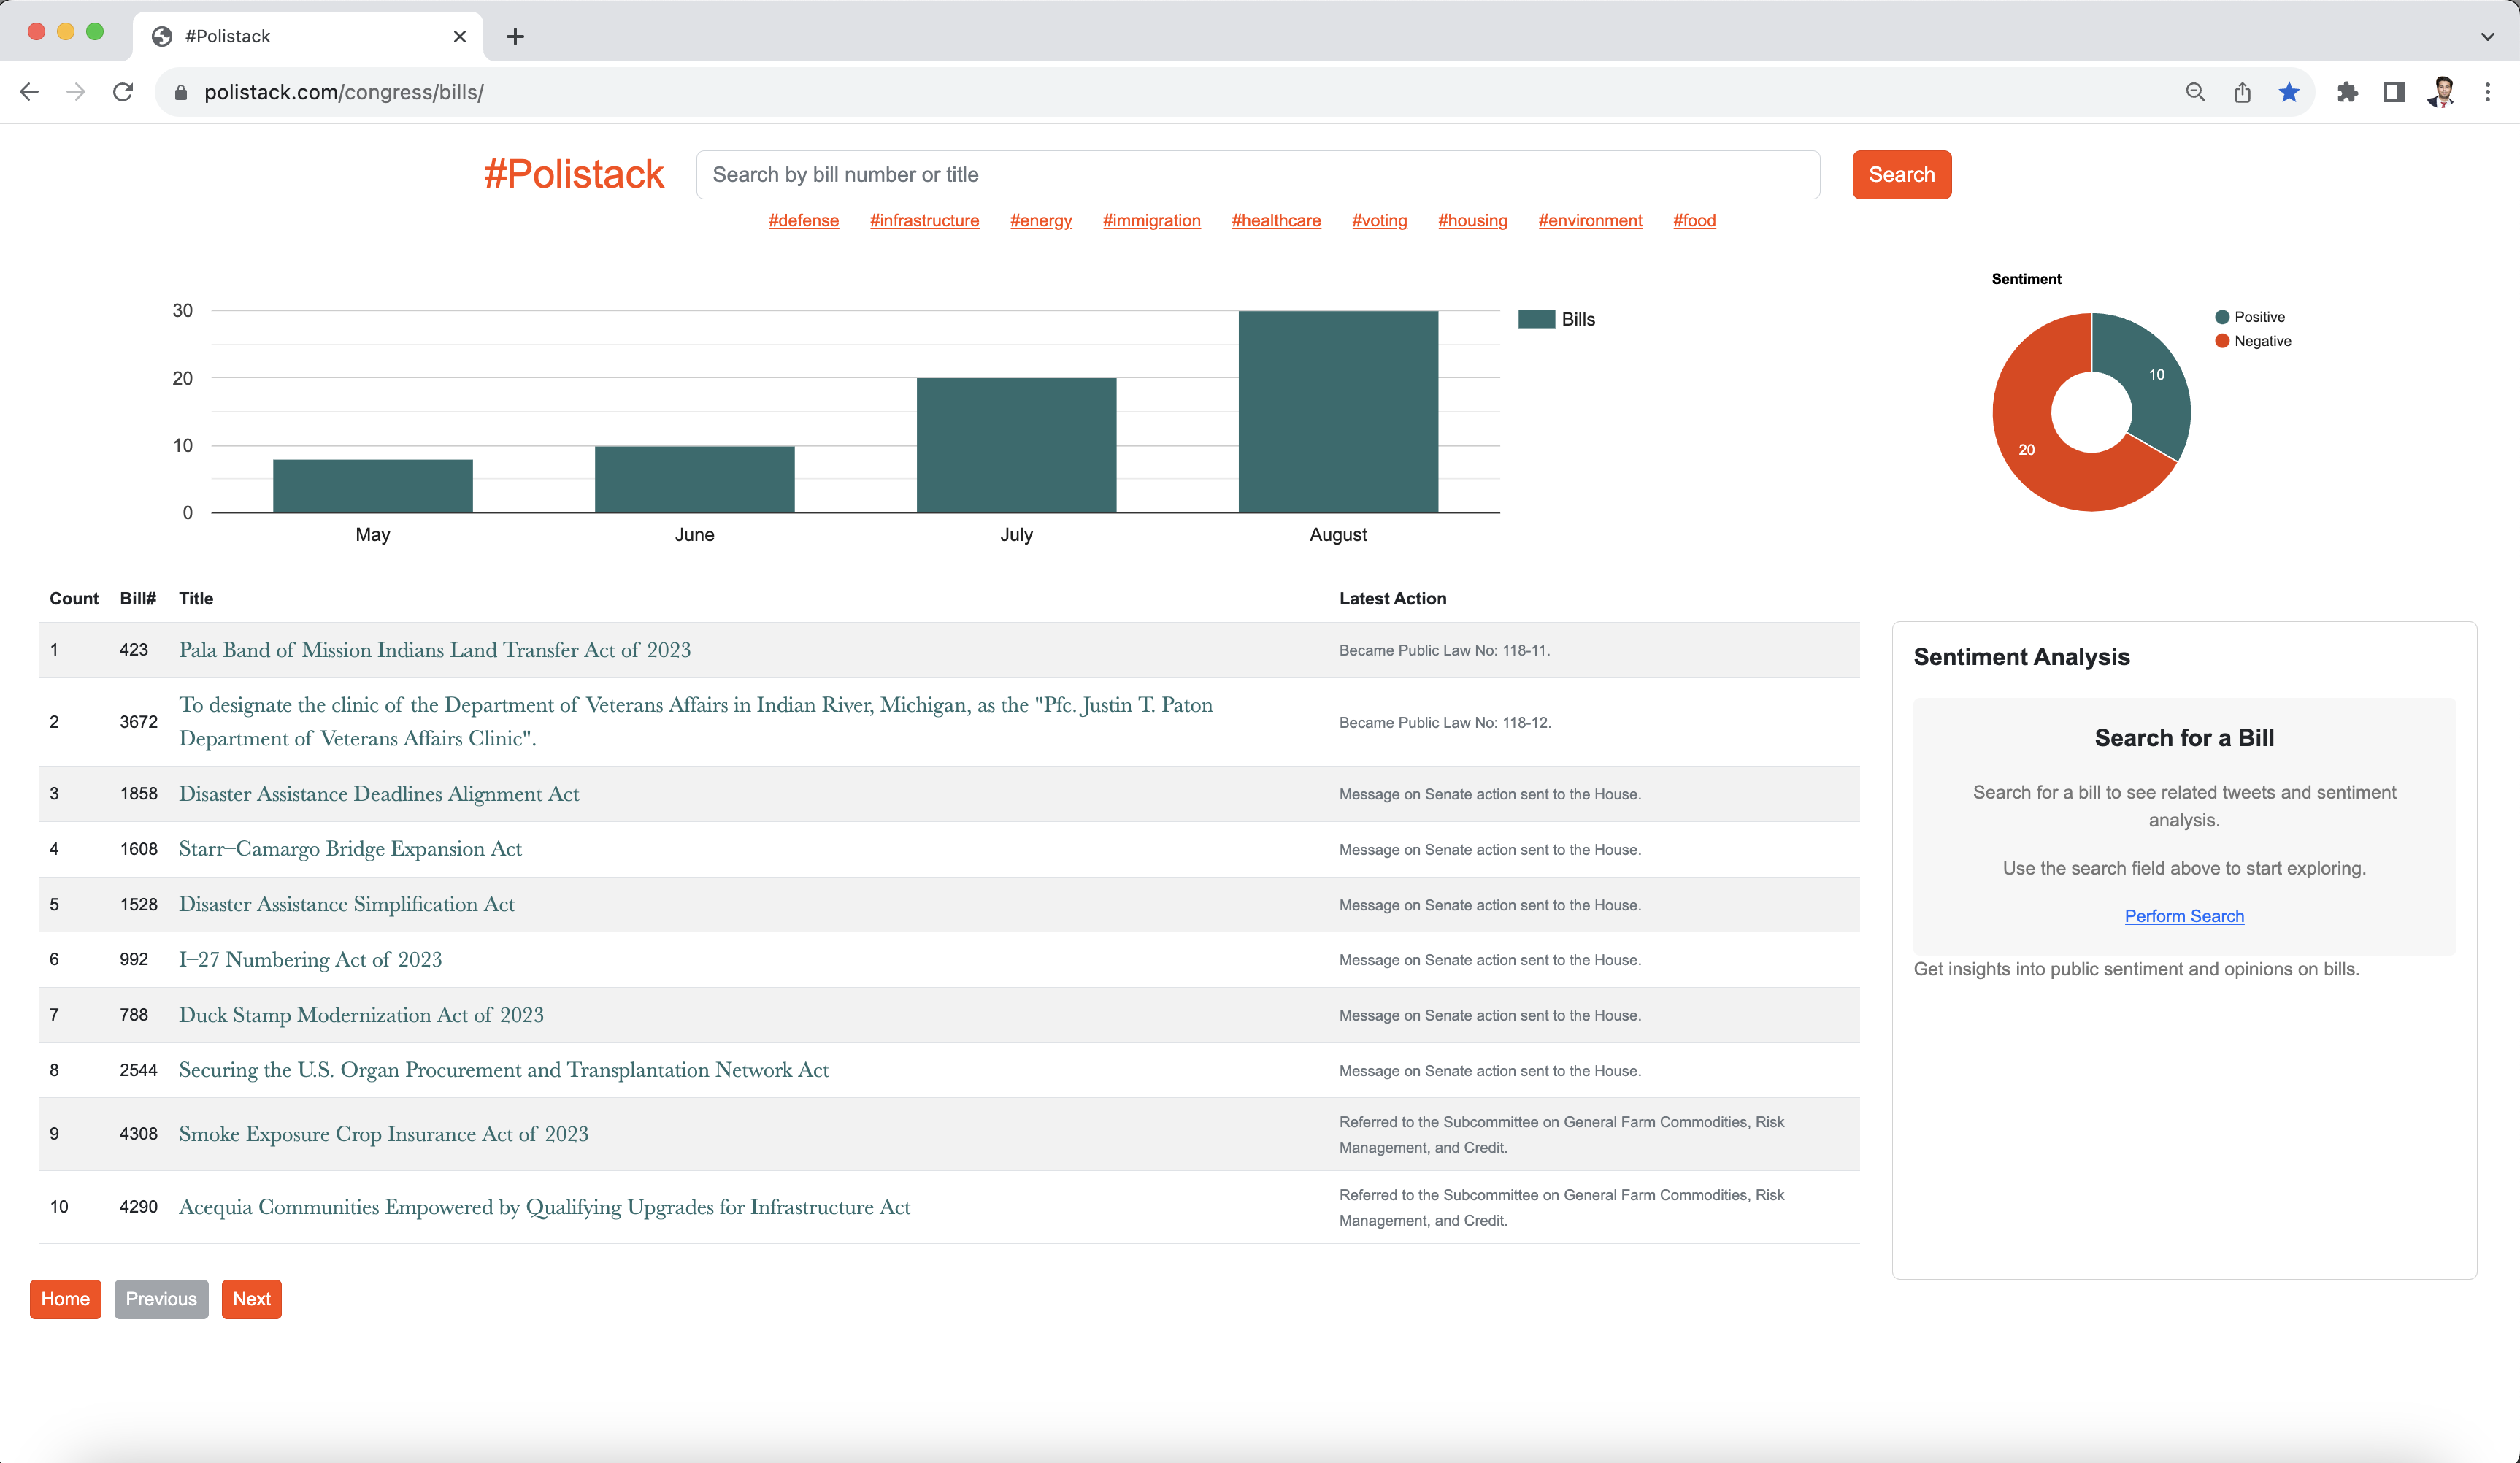 #Polistack
polistack.com/congress/bills/
#Polistack
Search by bill number or title
Search
#defense #infrastructure #energy #immigration #healthcare #voting #housing #environment #food
30
20
10
0
May June July August
Bills
Sentiment
10
20
Positive
Negative
Count Bill# Title Latest Action
1 423 Pala Band of Mission Indians Land Transfer Act of 2023 Became Public Law No: 118-11.
2 3672 To designate the clinic of the Department of Veterans Affairs in Indian River, Michigan, as the "Pfc. Justin T. Paton
Department of Veterans Affairs Clinic". Became Public Law No: 118-12.
3 1858 Disaster Assistance Deadlines Alignment Act Message on Senate action sent to the House.
4 1608 Starr–Camargo Bridge Expansion Act Message on Senate action sent to the House.
5 1528 Disaster Assistance Simplification Act Message on Senate action sent to the House.
6 992 I–27 Numbering Act of 2023 Message on Senate action sent to the House.
7 788 Duck Stamp Modernization Act of 2023 Message on Senate action sent to the House.
8 2544 Securing the U.S. Organ Procurement and Transplantation Network Act Message on Senate action sent to the House.
9 4308 Smoke Exposure Crop Insurance Act of 2023 Referred to the Subcommittee on General Farm Commodities, Risk
Management, and Credit.
10 4290 Acequia Communities Empowered by Qualifying Upgrades for Infrastructure Act Referred to the Subcommittee on General Farm Commodities, Risk
Management, and Credit.
Sentiment Analysis
Search for a Bill
Search for a bill to see related tweets and sentiment
analysis.
Use the search field above to start exploring.
Perform Search
Get insights into public sentiment and opinions on bills.
Home Previous Next